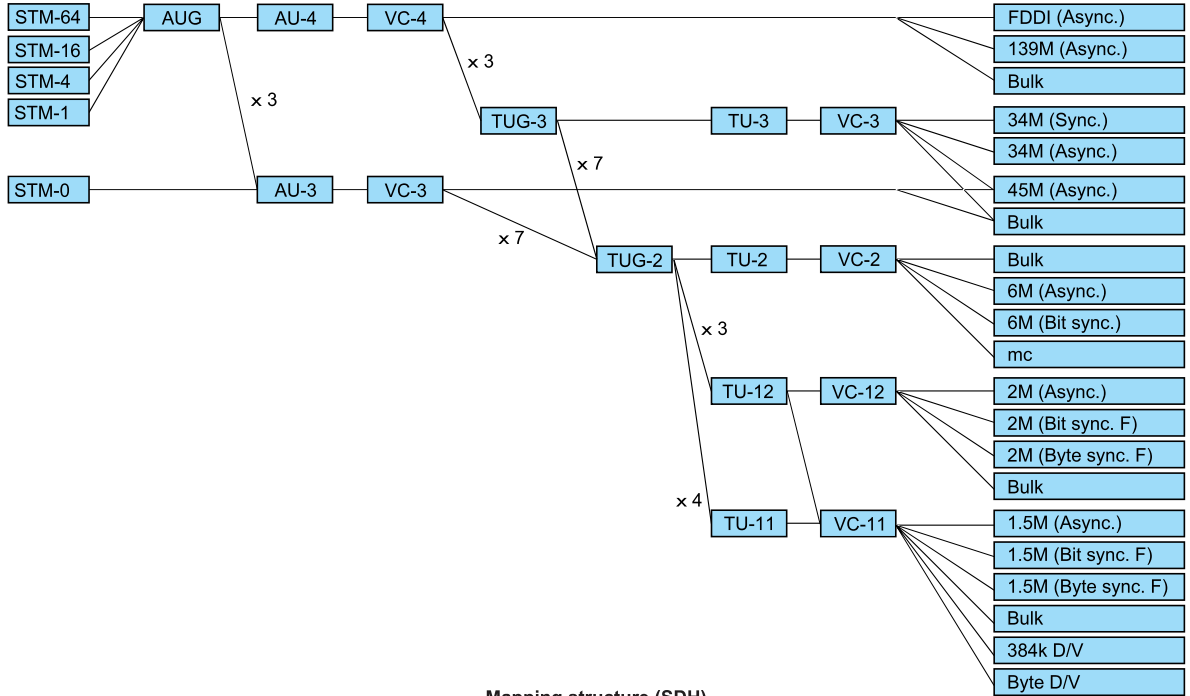 STM-64
AUG
AU-4
VC-4
FDDI (Async.)
STM-16
139M (Async.)
x 3
STM-4
Bulk
x 3
STM-1
TUG-3
TU-3
VC-3
34M (Sync.)
34M (Async.)
x 7
STM-0
AU-3
VC-3
45M (Async.)
Bulk
x 7
TUG-2
TU-2
VC-2
Bulk
6M (Async.)
6M (Bit sync.)
x 3
mc
TU-12
VC-12
2M (Async.)
2M (Bit sync. F)
2M (Byte sync. F)
Bulk
x 4
TU-11
VC-11
1.5M (Async.)
1.5M (Bit sync. F)
1.5M (Byte sync. F)
Bulk
384k D/V
Byte D/V
Mapping structure (SDH)